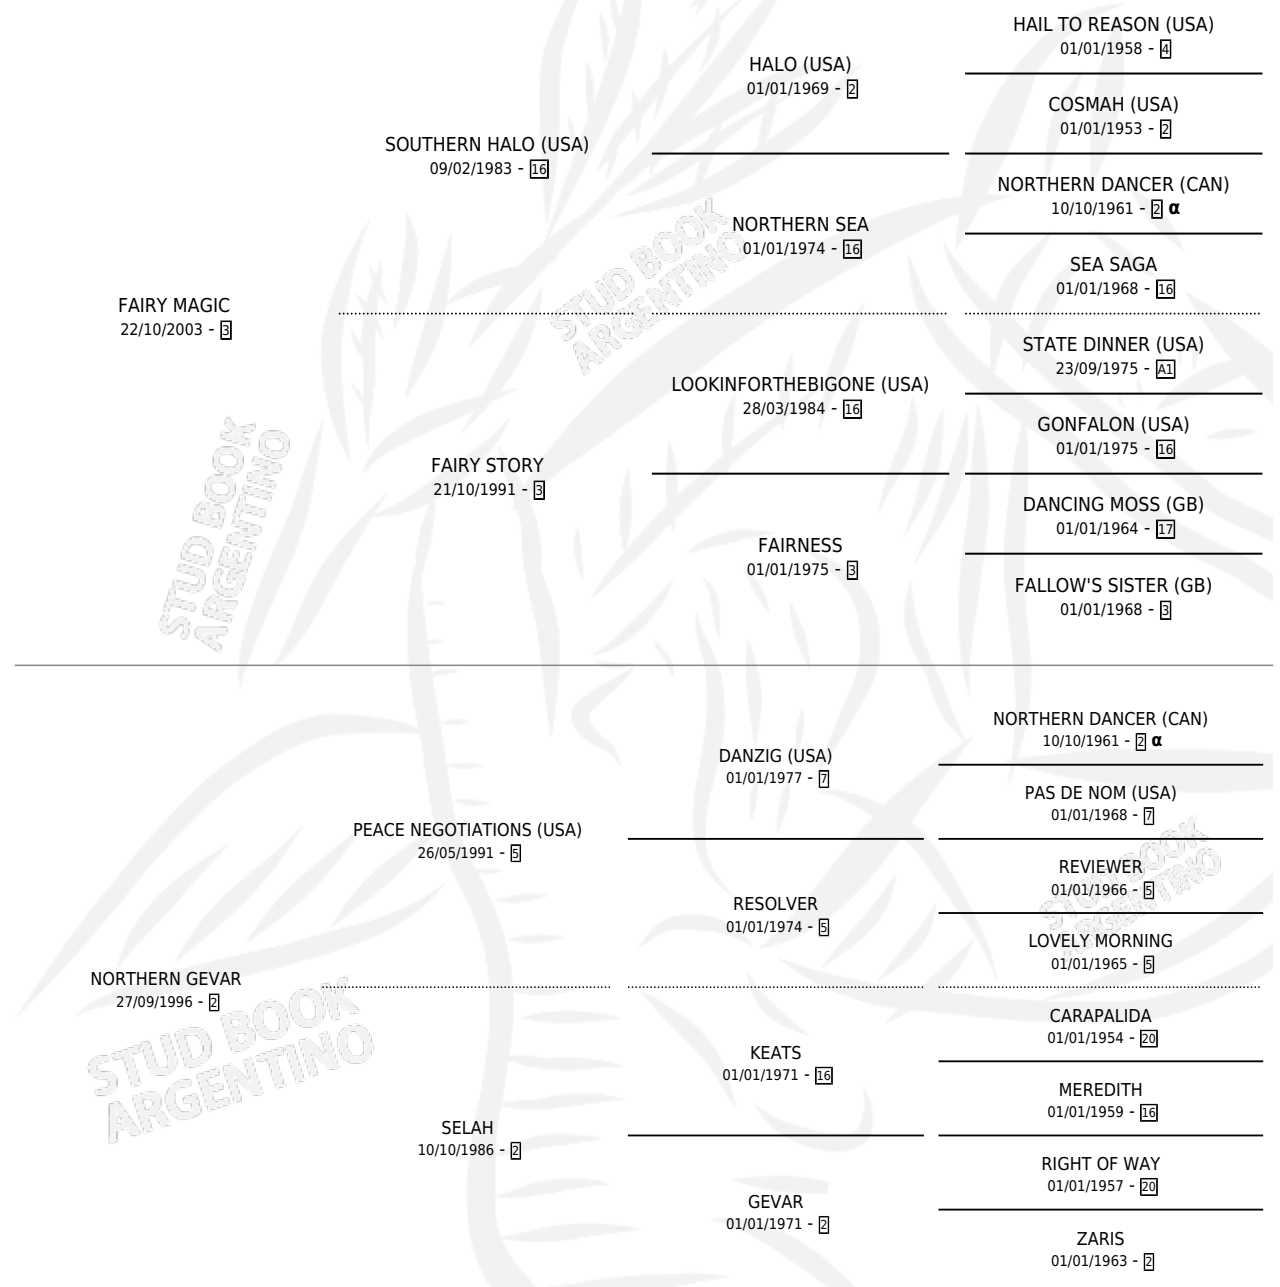 HAIL TO REASON (USA)
01/01/1958 - 4
HALO (USA)
01/01/1969 - 2
COSMAH (USA)
01/01/1953 - 2
SOUTHERN HALO (USA)
09/02/1983 - 16
NORTHERN DANCER (CAN)
10/10/1961 - 2 α
NORTHERN SEA
01/01/1974 - 16
SEA SAGA
01/01/1968 - 16
FAIRY MAGIC
22/10/2003 - 3
STATE DINNER (USA)
23/09/1975 - A1
LOOKINFORTHEBIGONE (USA)
28/03/1984 - 16
GONFALON (USA)
01/01/1975 - 16
FAIRY STORY
21/10/1991 - 3
DANCING MOSS (GB)
01/01/1964 - 17
FAIRNESS
01/01/1975 - 3
FALLOW'S SISTER (GB)
01/01/1968 - 3
STUD BOOK
ARGENTINO
STUD BOOK
ARGENTINO
NORTHERN DANCER (CAN)
10/10/1961 - 2 α
DANZIG (USA)
01/01/1977 - 7
PAS DE NOM (USA)
01/01/1968 - 7
PEACE NEGOTIATIONS (USA)
26/05/1991 - 5
REVIEWER
01/01/1966 - 5
RESOLVER
01/01/1974 - 5
LOVELY MORNING
01/01/1965 - 5
NORTHERN GEVAR
27/09/1996 - 2
CARAPALIDA
01/01/1954 - 20
KEATS
01/01/1971 - 16
MEREDITH
01/01/1959 - 16
SELAH
10/10/1986 - 2
RIGHT OF WAY
01/01/1957 - 20
GEVAR
01/01/1971 - 2
ZARIS
01/01/1963 - 2
STUD BOOK
ARGENTINO
STUD BOOK
ARGENTINO